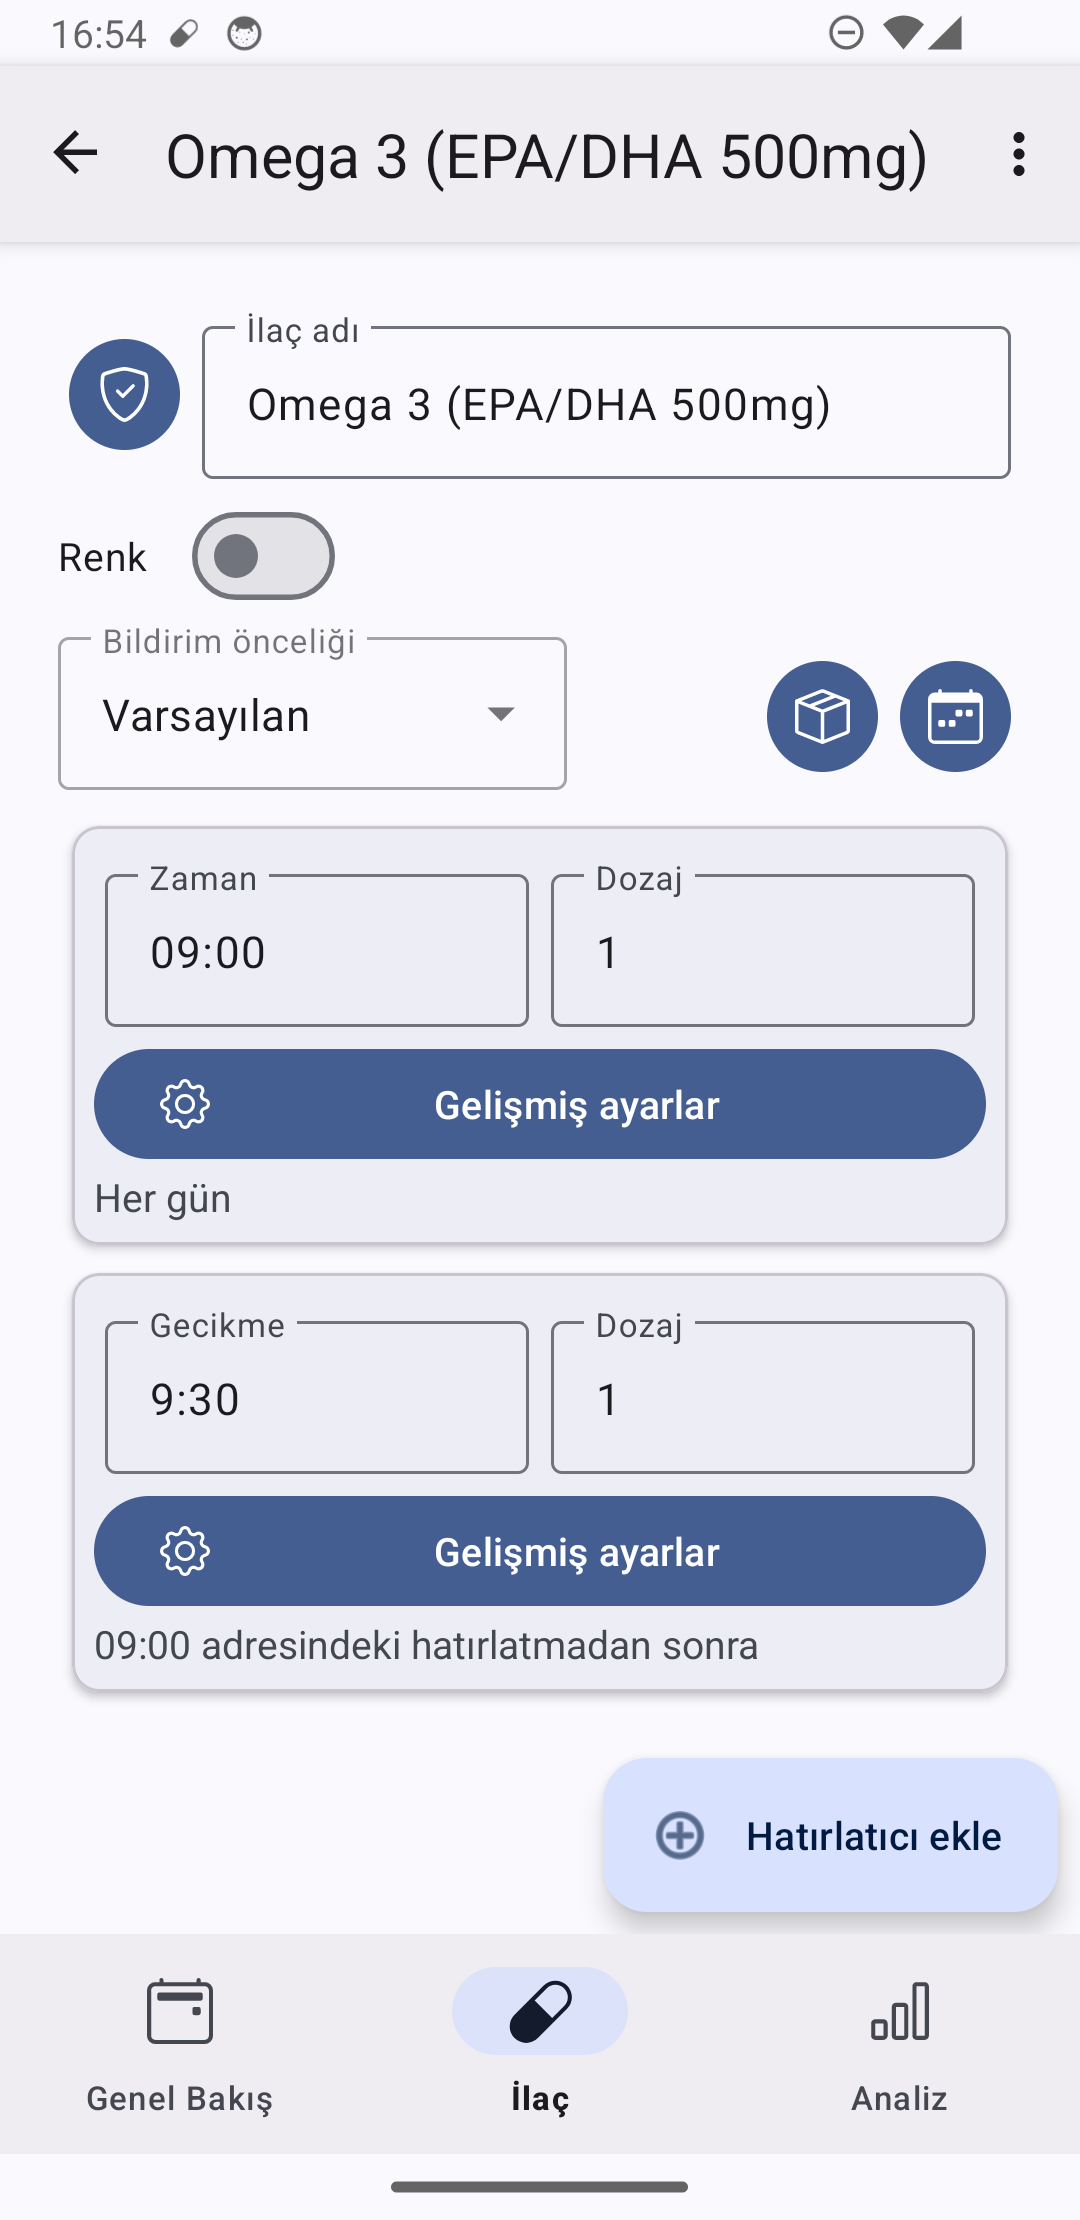 16:54
Omega 3 (EPA/DHA 500mg)
İlaç adı
Omega 3 (EPA/DHA 500mg)
Renk
Bildirim önceliği
Varsayılan
Zaman
09:00
Dozaj
1
Gelişmiş ayarlar
Her gün
Gecikme
9:30
Dozaj
1
Gelişmiş ayarlar
09:00 adresindeki hatırlatmadan sonra
Hatırlatıcı ekle
Genel Bakış
İlaç
Analiz